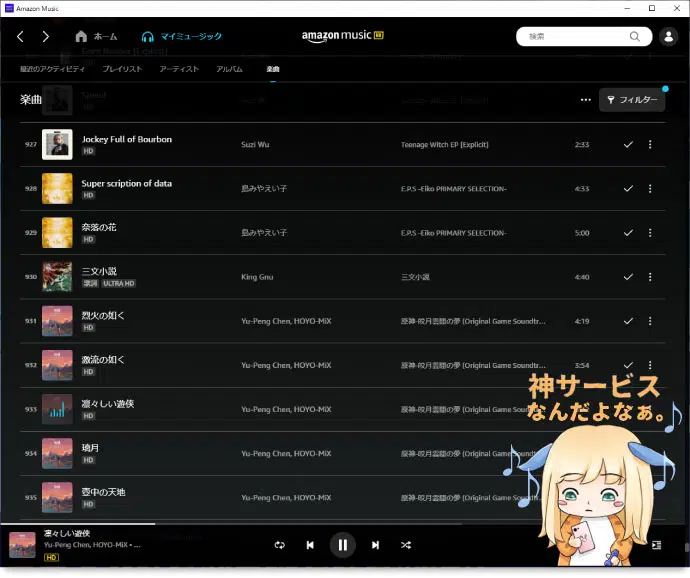 Amazon Music
ホーム
マイミュージック
amazon music HD
検索
最近のアクティビティ
プレイリスト
アーティスト
アルバム
楽曲
楽曲
フィルター
927 Jockey Full of Bourbon Suzi Wu Teenage Witch EP [Explicit] 2:33
HD
928 Super scription of data 島みやえい子 E.P.S -Eiko PRIMARY SELECTION- 4:33
HD
929 奈落の花 島みやえい子 E.P.S -Eiko PRIMARY SELECTION- 5:00
HD
930 三文小説 King Gnu 三文小説 4:40
歌詞 ULTRA HD
931 烈火の如く Yu-Peng Chen, HOYO-MiX 原神-皎月雲間の夢 (Original Game Soundtr... 4:19
HD
932 激流の如く Yu-Peng Chen, HOYO-MiX 原神-皎月雲間の夢 (Original Game Soundtr... 3:54
HD
933 凛々しい遊侠 Yu-Peng Chen, HOYO-MiX 原神-皎月雲間の夢 (Original Game Soundtr...
HD
934 璃月 Yu-Peng Chen, HOYO-MiX 原神-皎月雲間の夢 (Original Game
HD
935 壺中の天地 Yu-Peng Chen, HOYO-MiX 原神-皎月雲間の夢 (Original Game
HD
神サービス
なんだよなぁ。
凛々しい遊侠
Yu-Peng Chen, HOYO-MiX • ...
HD